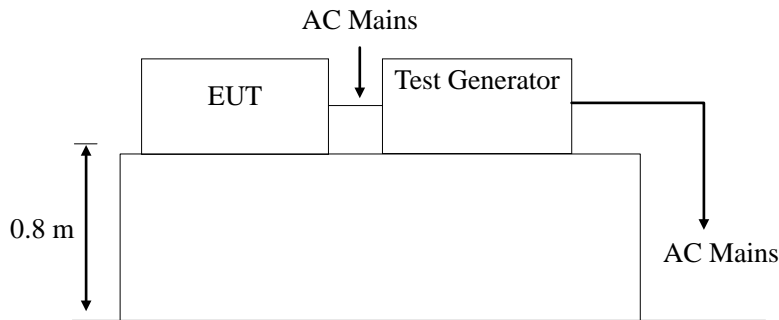 AC Mains
EUT
Test Generator
0.8 m
AC Mains